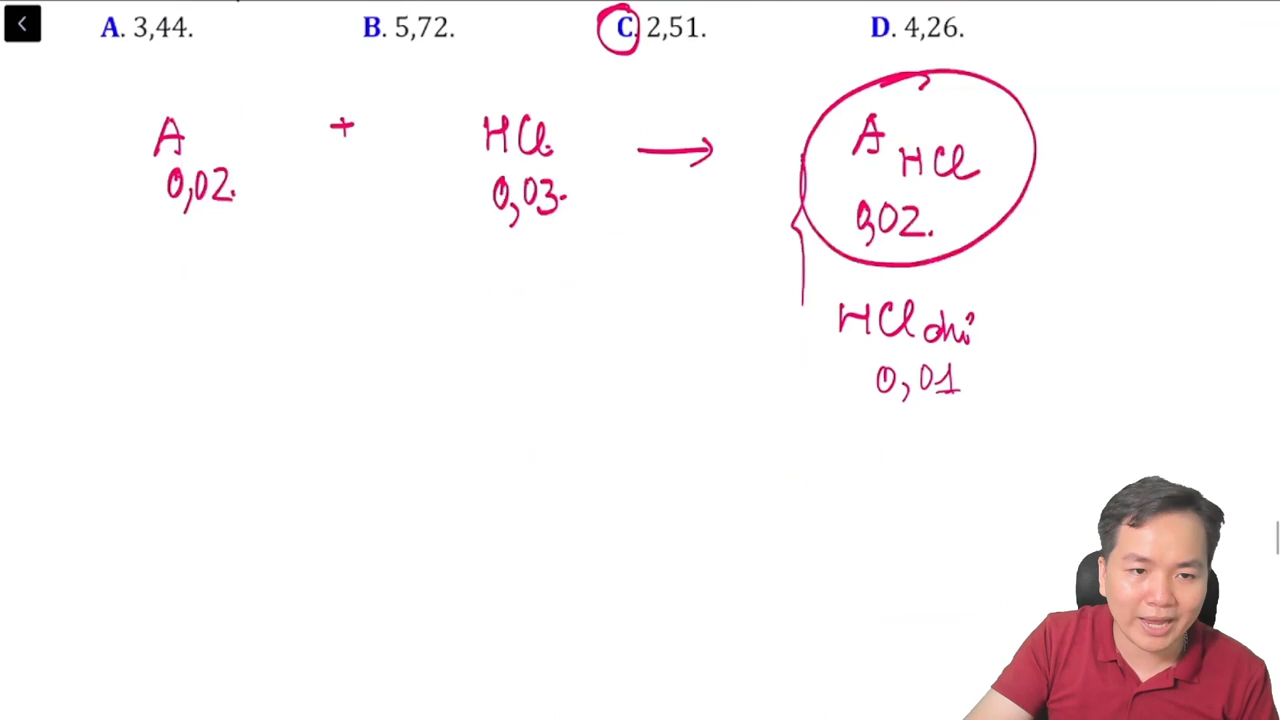 A. 3,44. B. 5,72. C. 2,51. D. 4,26.
A + HCl → A HCl
0,02. 0,03. 0,02.
HCl dư
0,01